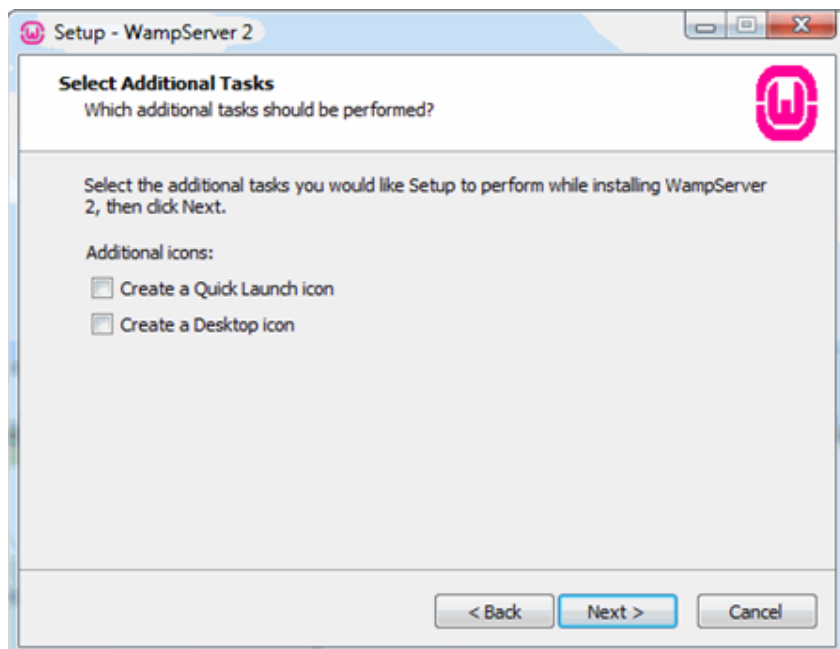 Setup - WampServer 2
Select Additional Tasks
Which additional tasks should be performed?
Select the additional tasks you would like Setup to perform while installing WampServer
2, then click Next.
Additional icons:
Create a Quick Launch icon
Create a Desktop icon
< Back Next > Cancel